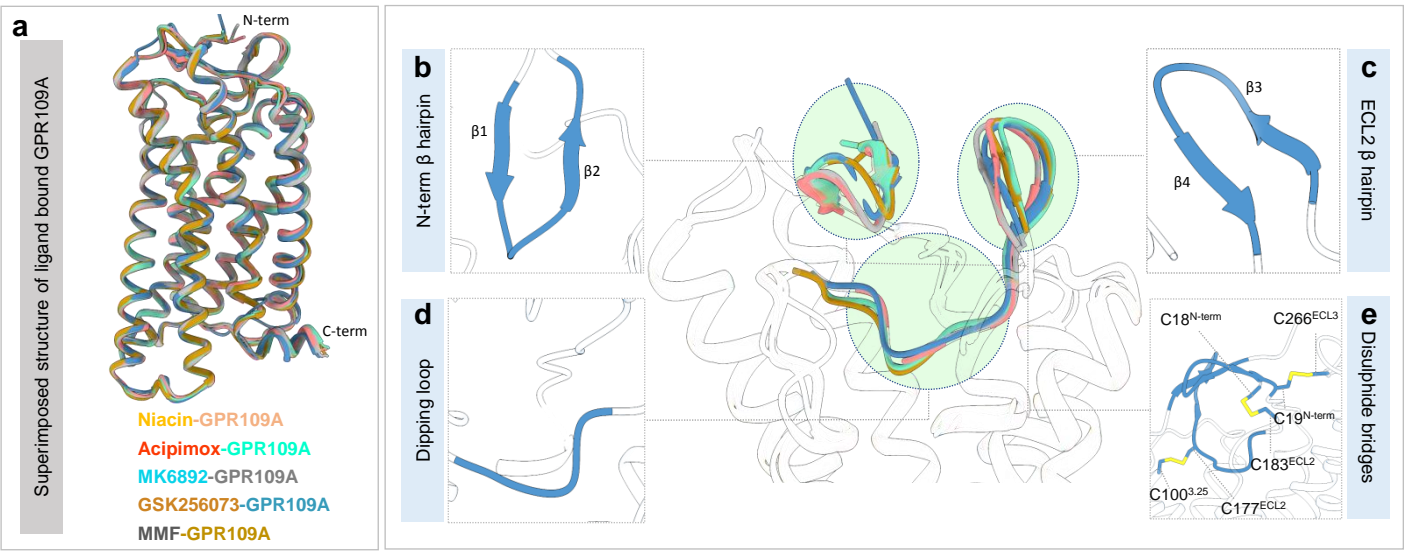 a
Superimposed structure of ligand bound GPR109A
N-term
C-term
Niacin-GPR109A
Acipimox-GPR109A
MK6892-GPR109A
GSK256073-GPR109A
MMF-GPR109A
b
N-term β hairpin
β1
β2
c
ECL2 β hairpin
β3
β4
d
Dipping loop
e
Disulphide bridges
C18N-term
C266ECL3
C19N-term
C183ECL2
C1003.25
C177ECL2